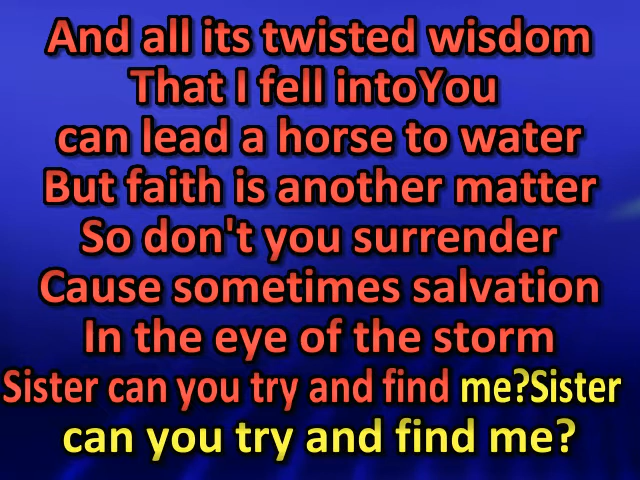 And all its twisted wisdom
That I fell intoYou
can lead a horse to water
But faith is another matter
So don't you surrender
Cause sometimes salvation
In the eye of the storm
Sister can you try and find me?Sister
can you try and find me?